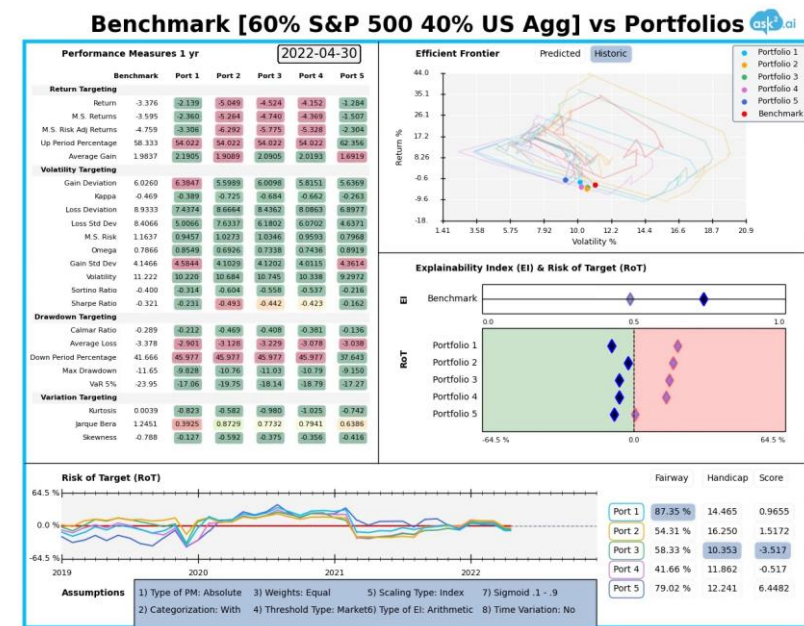 Benchmark [60% S&P 500 40% US Agg] vs Portfolios ask².ai
Performance Measures 1 yr 2022-04-30
Benchmark Port 1 Port 2 Port 3 Port 4 Port 5
Return Targeting
Return -3.376 -2.139 -5.049 -4.524 -4.152 -1.284
M.S. Returns -3.595 -2.360 -5.264 -4.740 -4.369 -1.507
M.S. Risk Adj Returns -4.759 -3.306 -6.292 -5.775 -5.328 -2.304
Up Period Percentage 58.333 54.022 54.022 54.022 54.022 62.356
Average Gain 1.9837 2.1905 1.9089 2.0905 2.0193 1.6919
Volatility Targeting
Gain Deviation 6.0260 6.3847 5.5989 6.0098 5.8151 5.6369
Kappa -0.469 -0.389 -0.725 -0.684 -0.662 -0.263
Loss Deviation 8.9333 7.4374 8.6664 8.4362 8.0863 6.8977
Loss Std Dev 8.4066 5.0066 7.6337 6.1802 6.0702 4.6371
M.S. Risk 1.1637 0.9457 1.0273 1.0346 0.9593 0.7968
Omega 0.7866 0.8549 0.6926 0.7338 0.7436 0.8919
Gain Std Dev 4.1466 4.5844 4.1029 4.1202 4.0115 4.3614
Volatility 11.222 10.220 10.684 10.745 10.338 9.2972
Sortino Ratio -0.400 -0.314 -0.604 -0.558 -0.537 -0.216
Sharpe Ratio -0.321 -0.231 -0.493 -0.442 -0.423 -0.162
Drawdown Targeting
Calmar Ratio -0.289 -0.212 -0.469 -0.408 -0.381 -0.136
Average Loss -3.378 -2.901 -3.128 -3.229 -3.078 -3.038
Down Period Percentage 41.666 45.977 45.977 45.977 45.977 37.643
Max Drawdown -11.65 -9.828 -10.76 -11.03 -10.79 -9.150
VaR 5% -23.95 -17.06 -19.75 -18.14 -18.79 -17.27
Variation Targeting
Kurtosis 0.0039 -0.823 -0.582 -0.980 -1.025 -0.742
Jarque Bera 1.2451 0.3925 0.8729 0.7732 0.7941 0.6386
Skewness -0.788 -0.127 -0.592 -0.375 -0.356 -0.416
Efficient Frontier Predicted Historic
Portfolio 1
Portfolio 2
Portfolio 3
Portfolio 4
Portfolio 5
Benchmark
Return %
44.0
35.1
26.1
17.2
8.26
-0.6
-9.6
-18.
1.41 3.58 5.75 7.92 10.0 12.2 14.4 16.6 18.7 20.9
Volatility %
Explainability Index (EI) & Risk of Target (RoT)
EI
Benchmark
0.0 0.5 1.0
RoT
Portfolio 1
Portfolio 2
Portfolio 3
Portfolio 4
Portfolio 5
-64.5 % 0.0 64.5 %
Risk of Target (RoT)
64.5 %
0.0 %
-64.5 %
2019 2020 2021 2022
Fairway Handicap Score
Port 1 87.35 % 14.465 0.9655
Port 2 54.31 % 16.250 1.5172
Port 3 58.33 % 10.353 -3.517
Port 4 41.66 % 11.862 -0.517
Port 5 79.02 % 12.241 6.4482
Assumptions 1) Type of PM: Absolute 3) Weights: Equal 5) Scaling Type: Index 7) Sigmoid .1 - .9
2) Categorization: With 4) Threshold Type: Market 6) Type of EI: Arithmetic 8) Time Variation: No